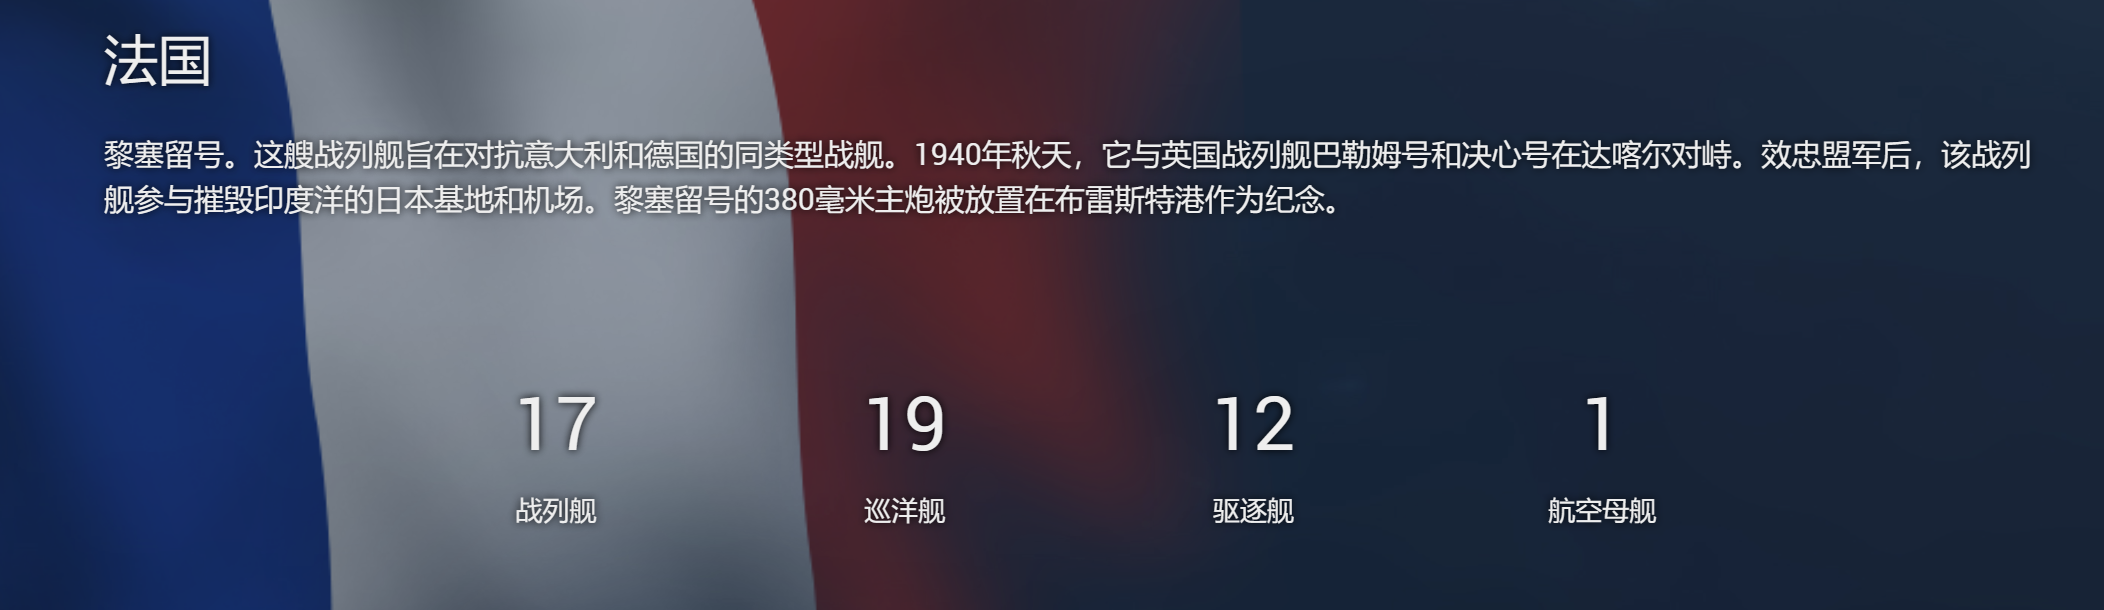 法国
黎塞留号。这艘战列舰旨在对抗意大利和德国的同类型战舰。1940年秋天，它与英国战列舰巴勒姆号和决心号在达喀尔对峙。效忠盟军后，该战列
舰参与摧毁印度洋的日本基地和机场。黎塞留号的380毫米主炮被放置在布雷斯特港作为纪念。
17 19 12 1
战列舰 巡洋舰 驱逐舰 航空母舰